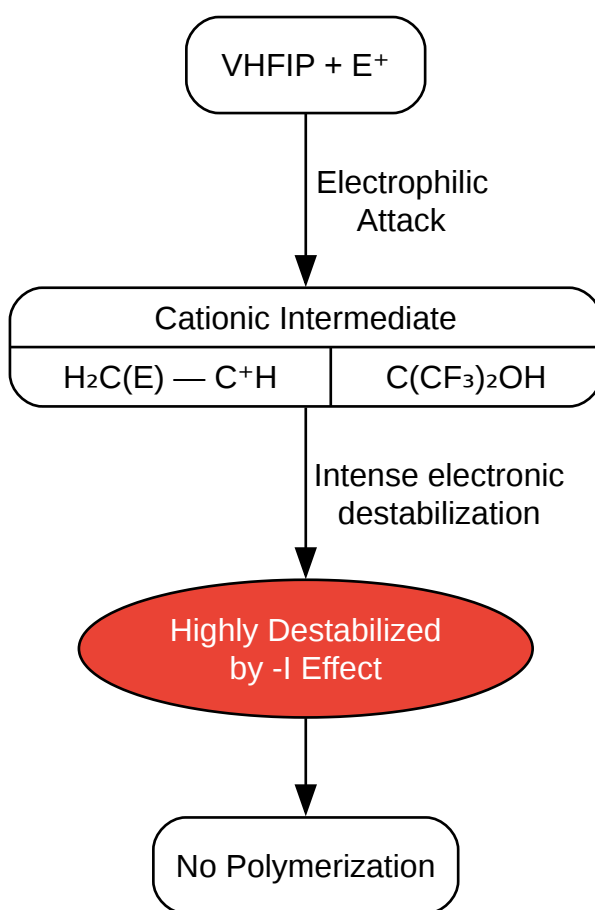 VHFIP + E⁺
Electrophilic
Attack
Cationic Intermediate
H₂C(E) — C⁺H
C(CF₃)₂OH
Intense electronic
destabilization
Highly Destabilized
by -I Effect
No Polymerization